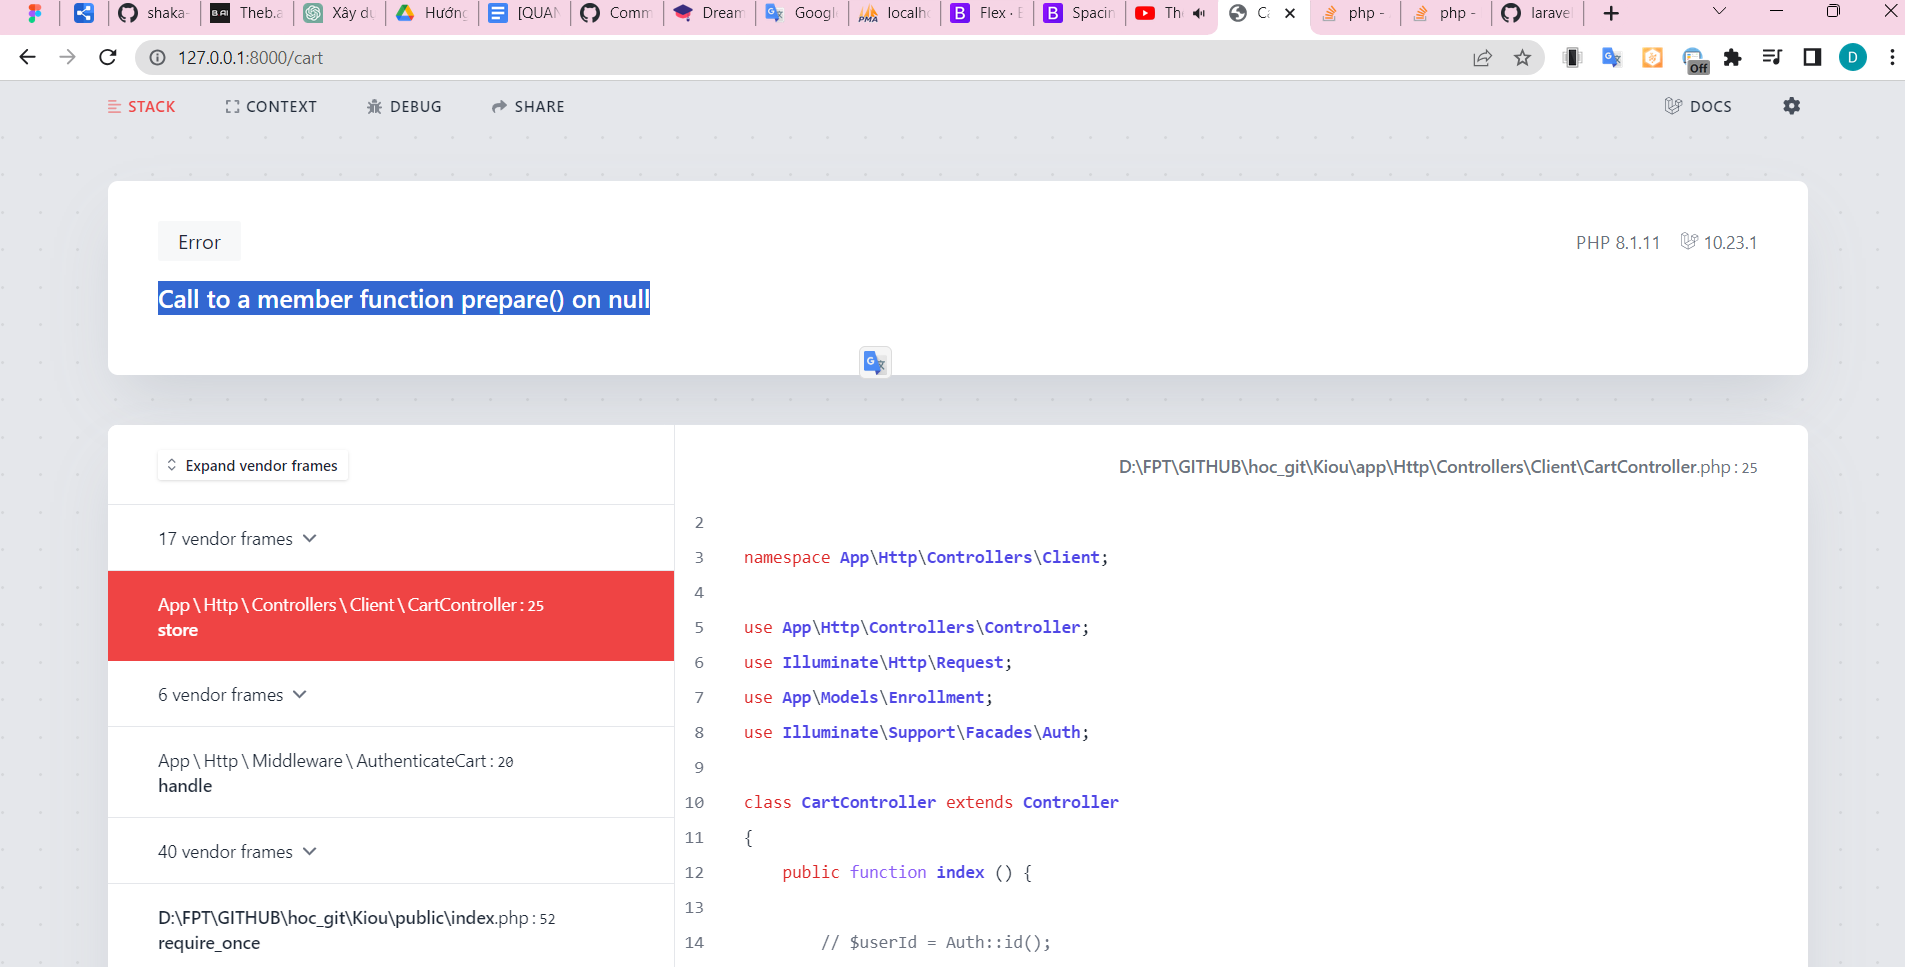 shaka-
Theb.a
Xây dự
Hướng
[QUAN
Comm
Dream
Googl
localho
Flex · B
Spacin
Th
Ca
php -
php -
laravel
127.0.0.1:8000/cart
Off
D
STACK
CONTEXT
DEBUG
SHARE
DOCS
Error
PHP 8.1.11
10.23.1
Call to a member function prepare() on null
Expand vendor frames
D:\FPT\GITHUB\hoc_git\Kiou\app\Http\Controllers\Client\CartController.php : 25
17 vendor frames
App \ Http \ Controllers \ Client \ CartController : 25
store
6 vendor frames
App \ Http \ Middleware \ AuthenticateCart : 20
handle
40 vendor frames
D:\FPT\GITHUB\hoc_git\Kiou\public\index.php : 52
require_once
2
3 namespace App\Http\Controllers\Client;
4
5 use App\Http\Controllers\Controller;
6 use Illuminate\Http\Request;
7 use App\Models\Enrollment;
8 use Illuminate\Support\Facades\Auth;
9
10 class CartController extends Controller
11 {
12 public function index () {
13
14 // $userId = Auth::id();